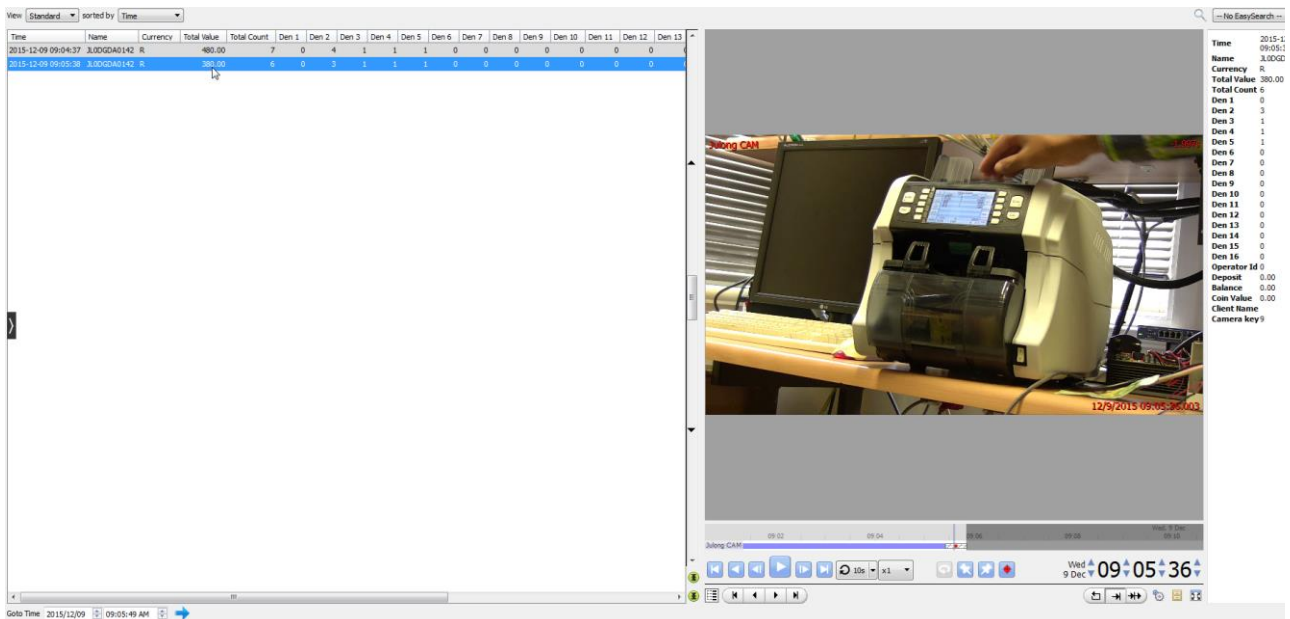 View Standard sorted by Time -- No EasySearch --
Time Name Currency Total Value Total Count Den 1 Den 2 Den 3 Den 4 Den 5 Den 6 Den 7 Den 8 Den 9 Den 10 Den 11 Den 12 Den 13
2015-12-09 09:04:37 JL0DGDA0142 R 480.00 7 0 4 1 1 1 0 0 0 0 0 0 0
2015-12-09 09:05:38 JL0DGDA0142 R 380.00 6 0 3 1 1 1 0 0 0 0 0 0 0
Julong CAM
12/9/2015
Time 2015-1
09:05:
Name JL0DGD
Currency R
Total Value 380.00
Total Count 6
Den 1 0
Den 2 3
Den 3 1
Den 4 1
Den 5 1
Den 6 0
Den 7 0
Den 8 0
Den 9 0
Den 10 0
Den 11 0
Den 12 0
Den 13 0
Den 14 0
Den 15 0
Den 16 0
Operator Id 0
Deposit 0.00
Balance 0.00
Coin Value 0.00
Client Name
Camera key 9
Wed, 9 Dec
09:02 09:04 09:06 09:08 09:10
Julong CAM
10s x1
Wed
9 Dec 09 05 36
Goto Time 2015/12/09 09:05:49 AM